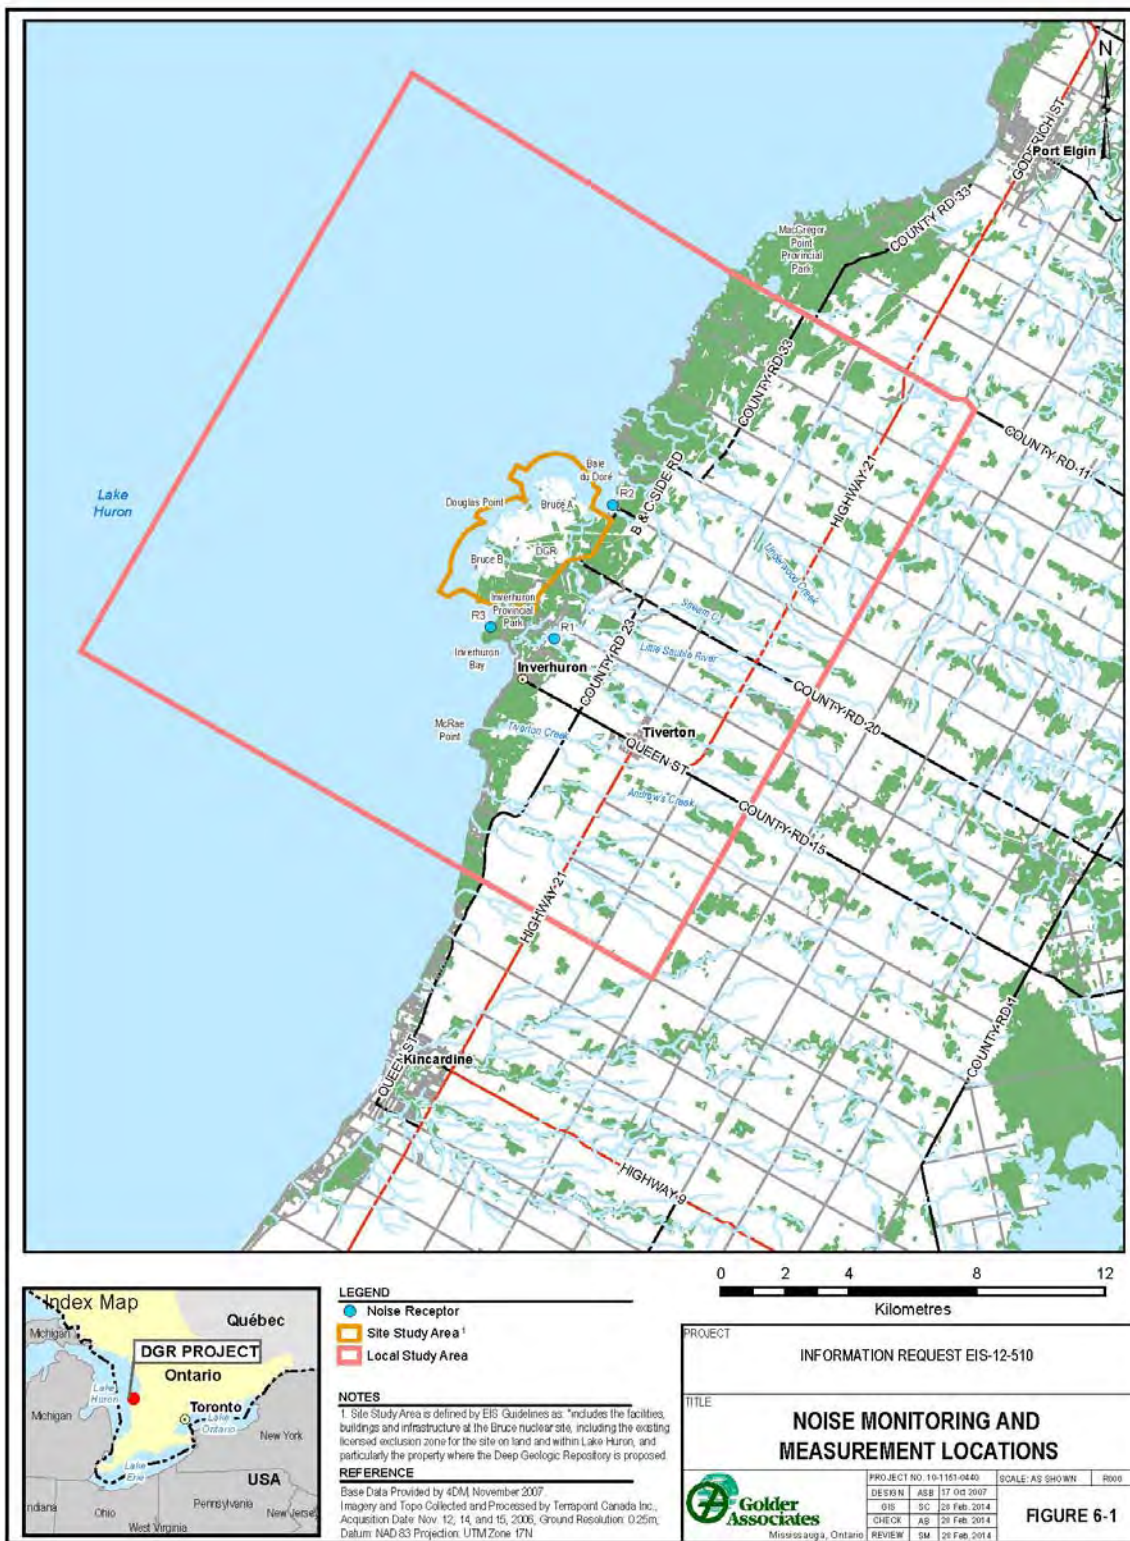 N
Port Elgin
GODERICH ST
COUNTY RD 33
MacGregor
Point
Provincial
Park
COUNTY RD 33
COUNTY RD 11
HIGHWAY 21
B & C SIDE RD
Lake
Huron
Baie
du Doré
R2
Douglas Point
Bruce A
Bruce B
DGR
Underwood Creek
Inverhuron
Provincial
Park
R3
R1
Inverhuron
Bay
Inverhuron
COUNTY RD 23
Little Sauble River
COUNTY RD 20
McRae
Point
Tiverton Creek
Tiverton
QUEEN ST
Andrew's Creek
COUNTY RD 15
HIGHWAY 21
COUNTY RD 1
QUEEN ST
Kincardine
HIGHWAY 9
0 2 4 8 12
Kilometres
Index Map
Québec
Michigan
DGR PROJECT
Ontario
Lake
Huron
Toronto
Lake
Ontario
Michigan
New York
Lake
Erie
USA
Indiana
Ohio
Pennsylvania
New Jersey
West Virginia
LEGEND
Noise Receptor
Site Study Area 1
Local Study Area
NOTES
1. Site Study Area is defined by EIS Guidelines as: "includes the facilities,
buildings and infrastructure at the Bruce nuclear site, including the existing
licensed exclusion zone for the site on land and within Lake Huron, and
particularly the property where the Deep Geologic Repository is proposed
REFERENCE
Base Data Provided by 4DM, November 2007.
Imagery and Topo Collected and Processed by Terrapoint Canada Inc.,
Acquisition Date Nov. 12, 14, and 15, 2006, Ground Resolution: 0.25m,
Datum: NAD 83 Projection: UTM Zone 17N
PROJECT
INFORMATION REQUEST EIS-12-510
TITLE
NOISE MONITORING AND
MEASUREMENT LOCATIONS
Golder
Associates
Mississauga, Ontario
PROJECT NO. 10-1151-0440 SCALE: AS SHOWN R000
DESIGN ASB 17 Oct 2007
GIS SC 28 Feb. 2014
CHECK AB 28 Feb. 2014
REVIEW SM 28 Feb. 2014
FIGURE 6-1